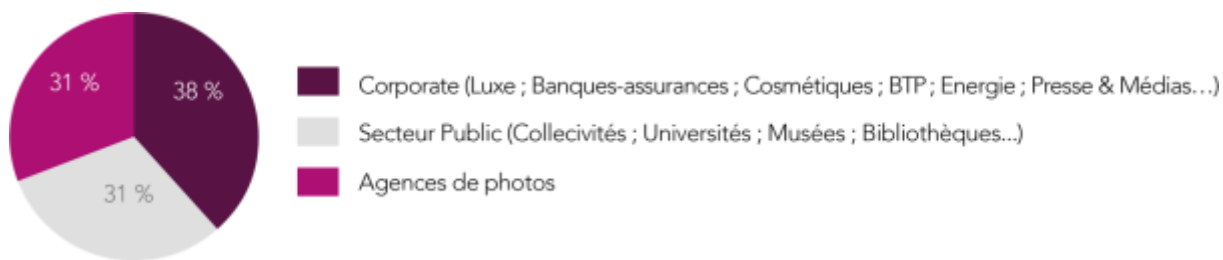 31 %
38 %
31 %
Corporate (Luxe ; Banques-assurances ; Cosmétiques ; BTP ; Energie ; Presse & Médias...)
Secteur Public (Collecivités ; Universités ; Musées ; Bibliothèques...)
Agences de photos